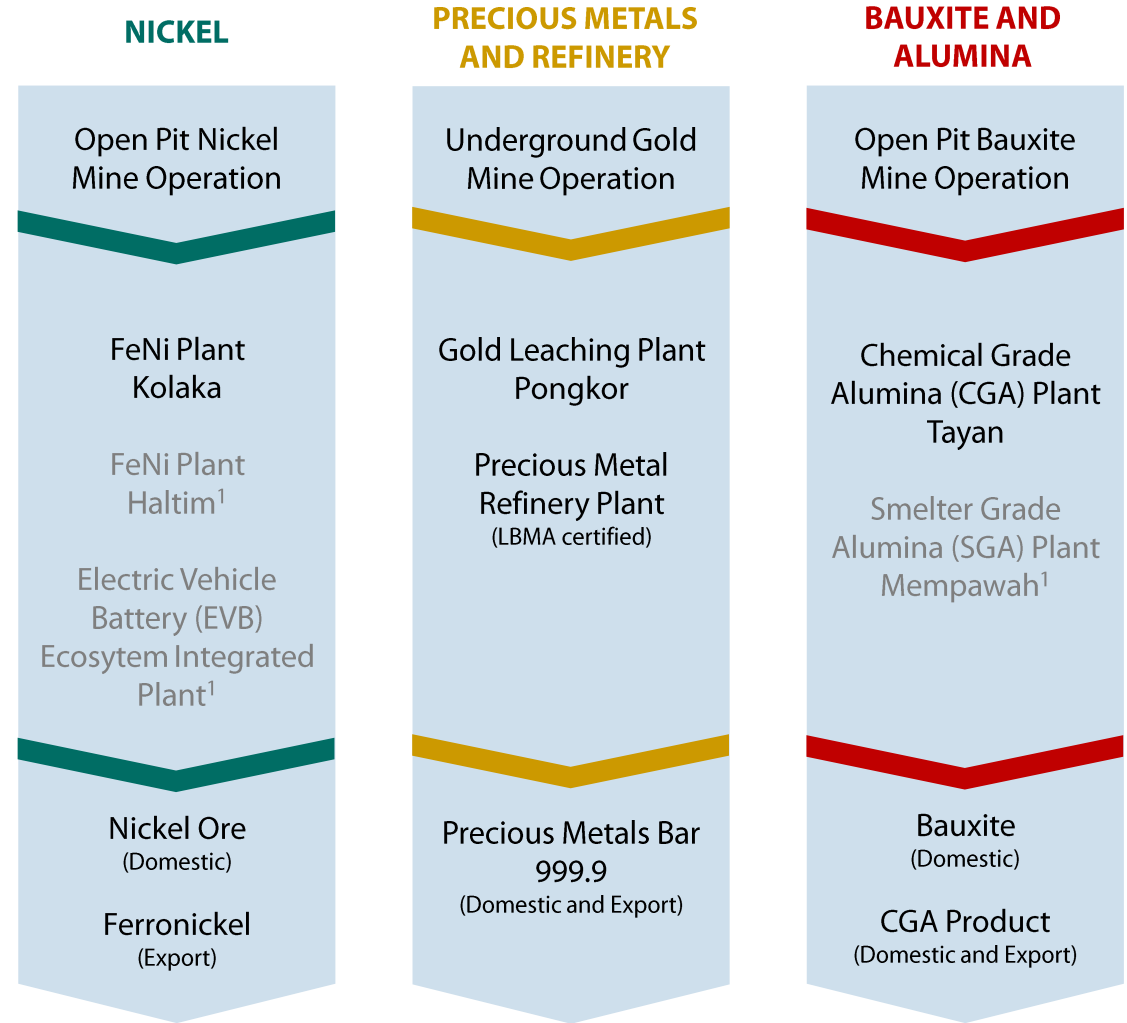 NICKEL
Open Pit Nickel
Mine Operation
FeNi Plant
Kolaka
FeNi Plant
Haltim¹
Electric Vehicle
Battery (EVB)
Ecosytem Integrated
Plant¹
Nickel Ore
(Domestic)
Ferronickel
(Export)
PRECIOUS METALS
AND REFINERY
Underground Gold
Mine Operation
Gold Leaching Plant
Pongkor
Precious Metal
Refinery Plant
(LBMA certified)
Precious Metals Bar
999.9
(Domestic and Export)
BAUXITE AND
ALUMINA
Open Pit Bauxite
Mine Operation
Chemical Grade
Alumina (CGA) Plant
Tayan
Smelter Grade
Alumina (SGA) Plant
Mempawah¹
Bauxite
(Domestic)
CGA Product
(Domestic and Export)